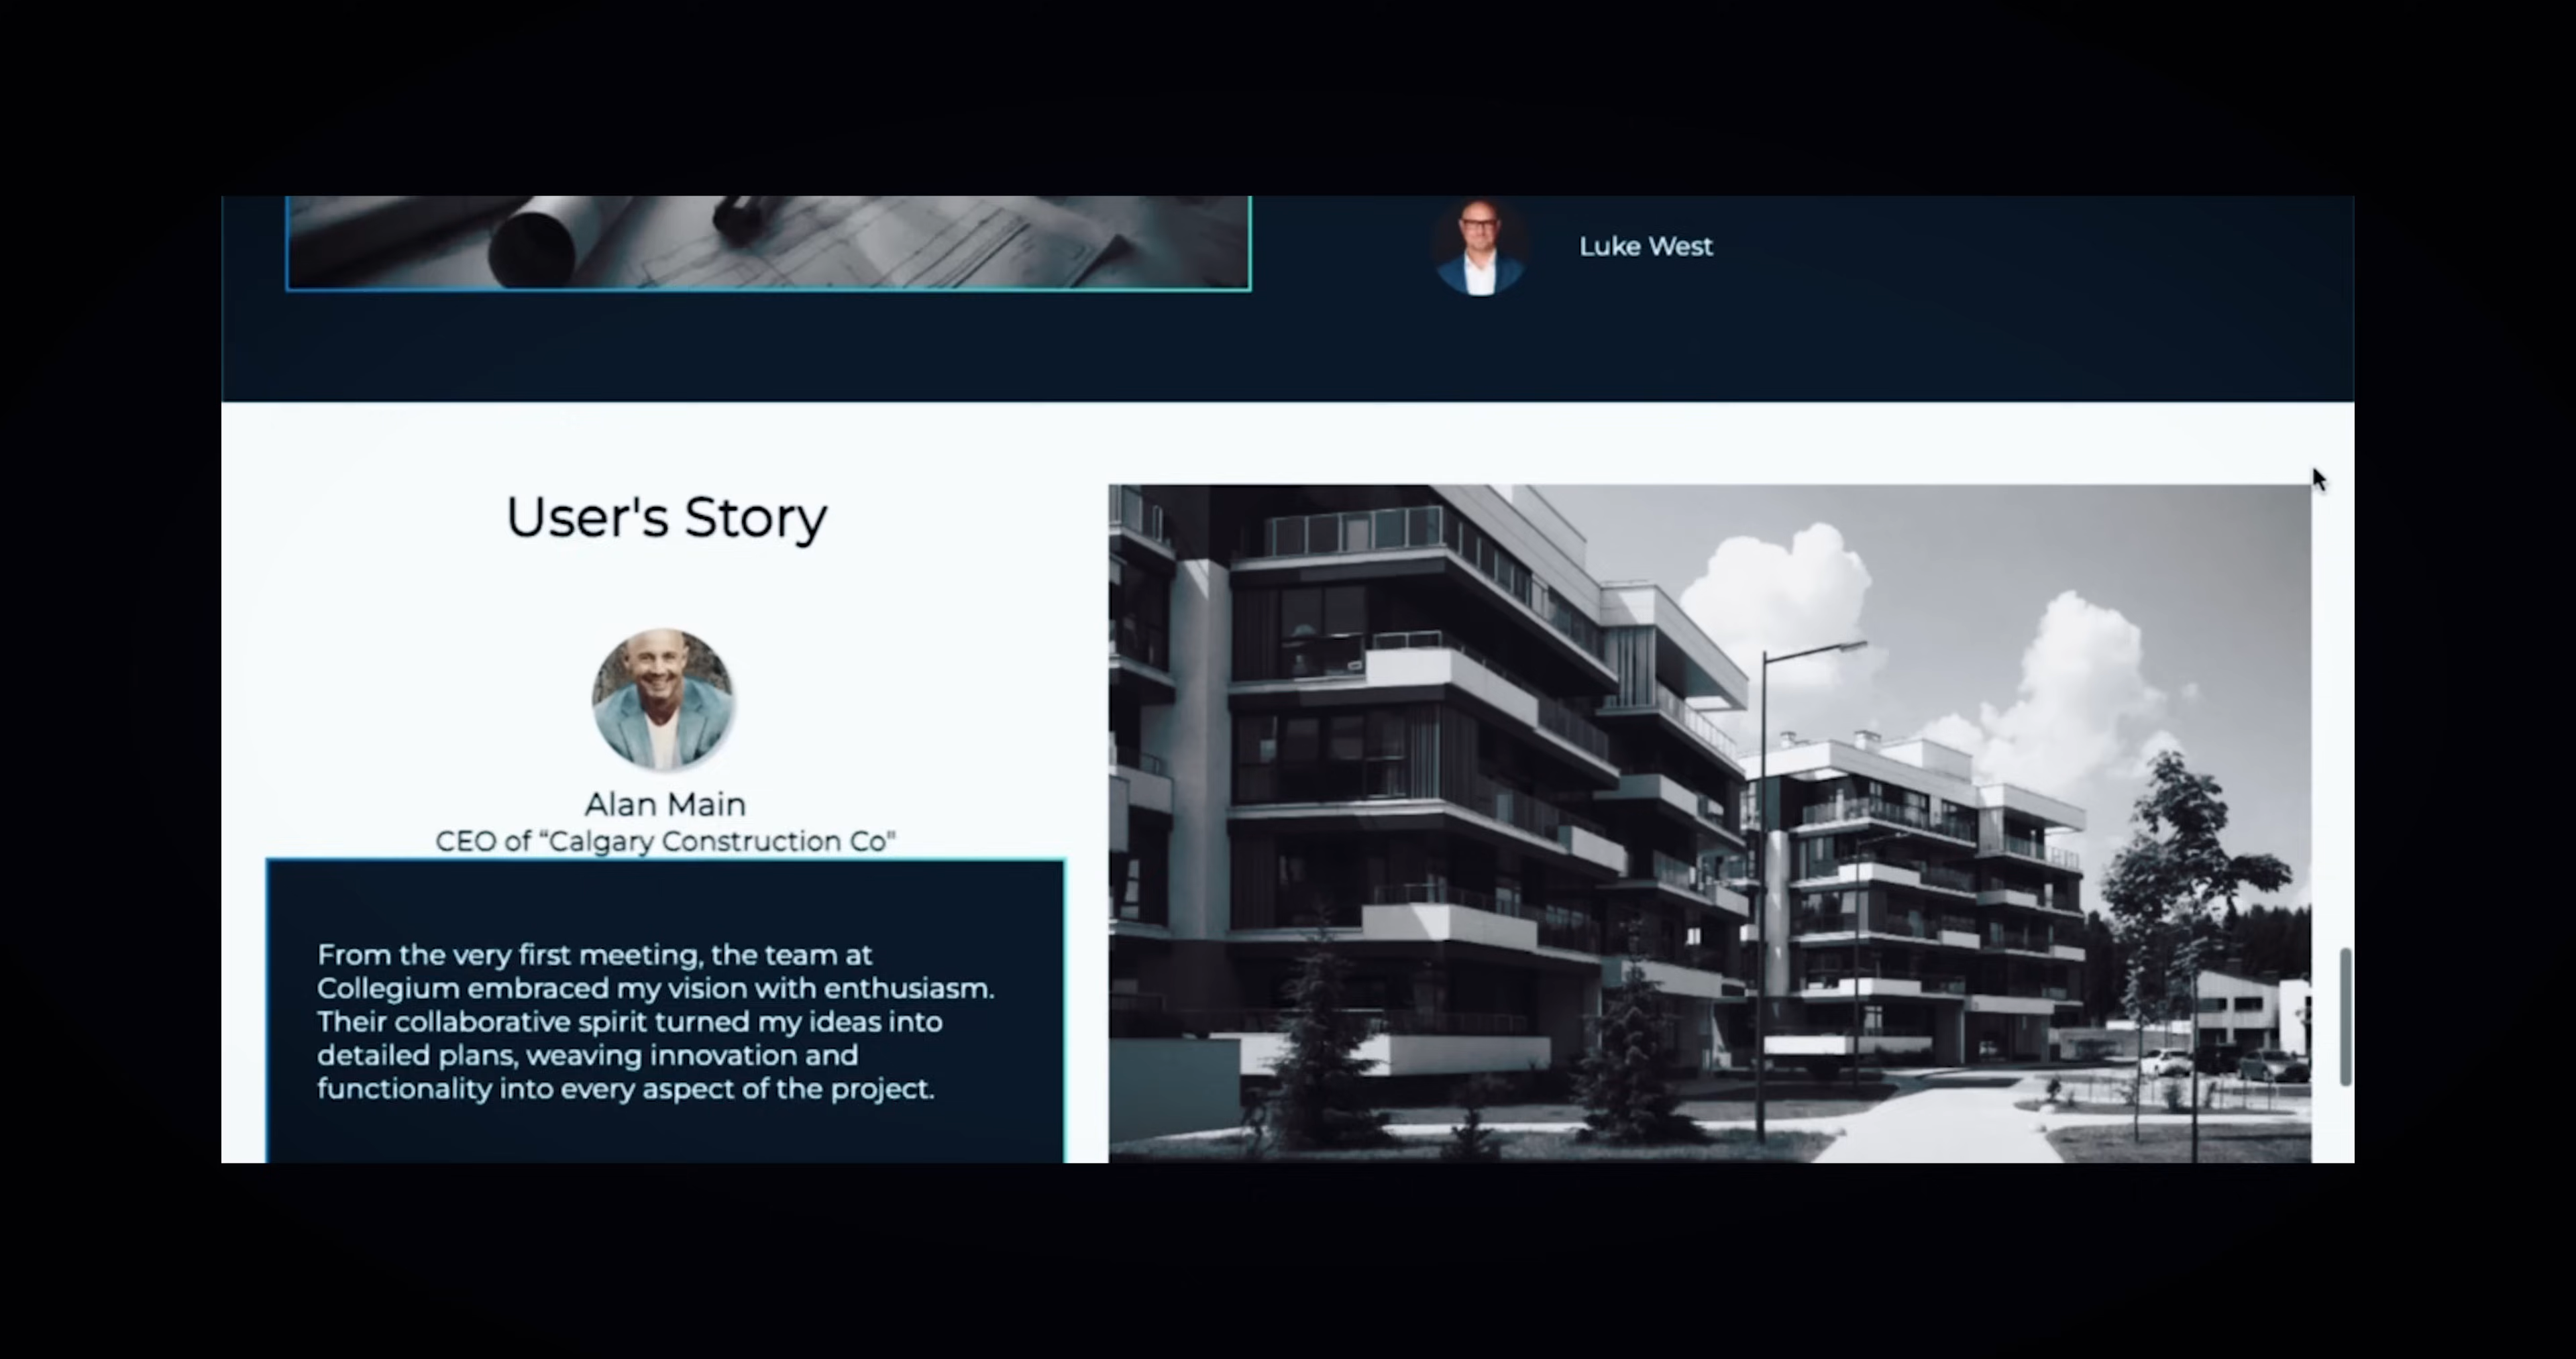 Luke West
User's Story
Alan Main
CEO of “Calgary Construction Co"
From the very first meeting, the team at
Collegium embraced my vision with enthusiasm.
Their collaborative spirit turned my ideas into
detailed plans, weaving innovation and
functionality into every aspect of the project.